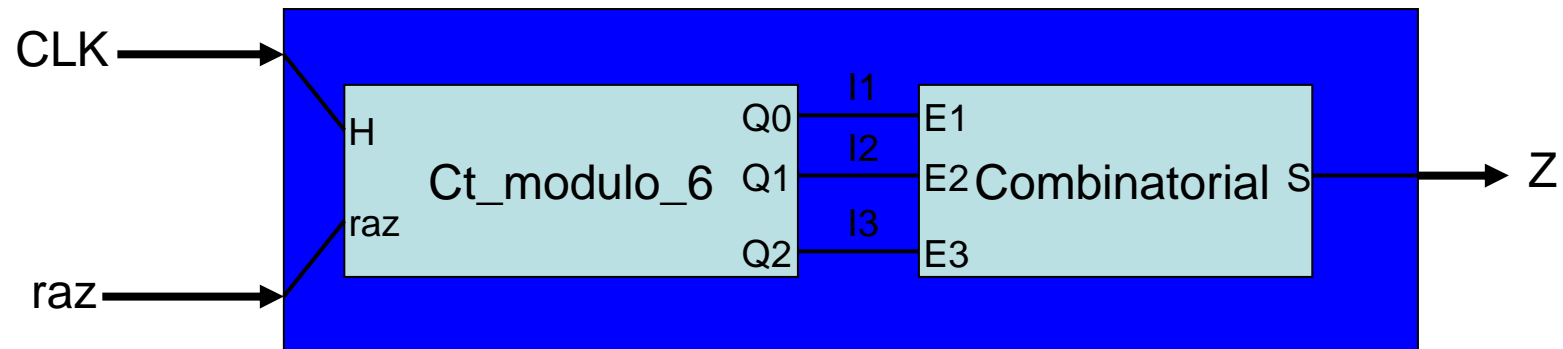 CLK
raz
H
raz
Ct_modulo_6
Q0
Q1
Q2
I1
I2
I3
E1
E2
E3
Combinatorial
S
Z